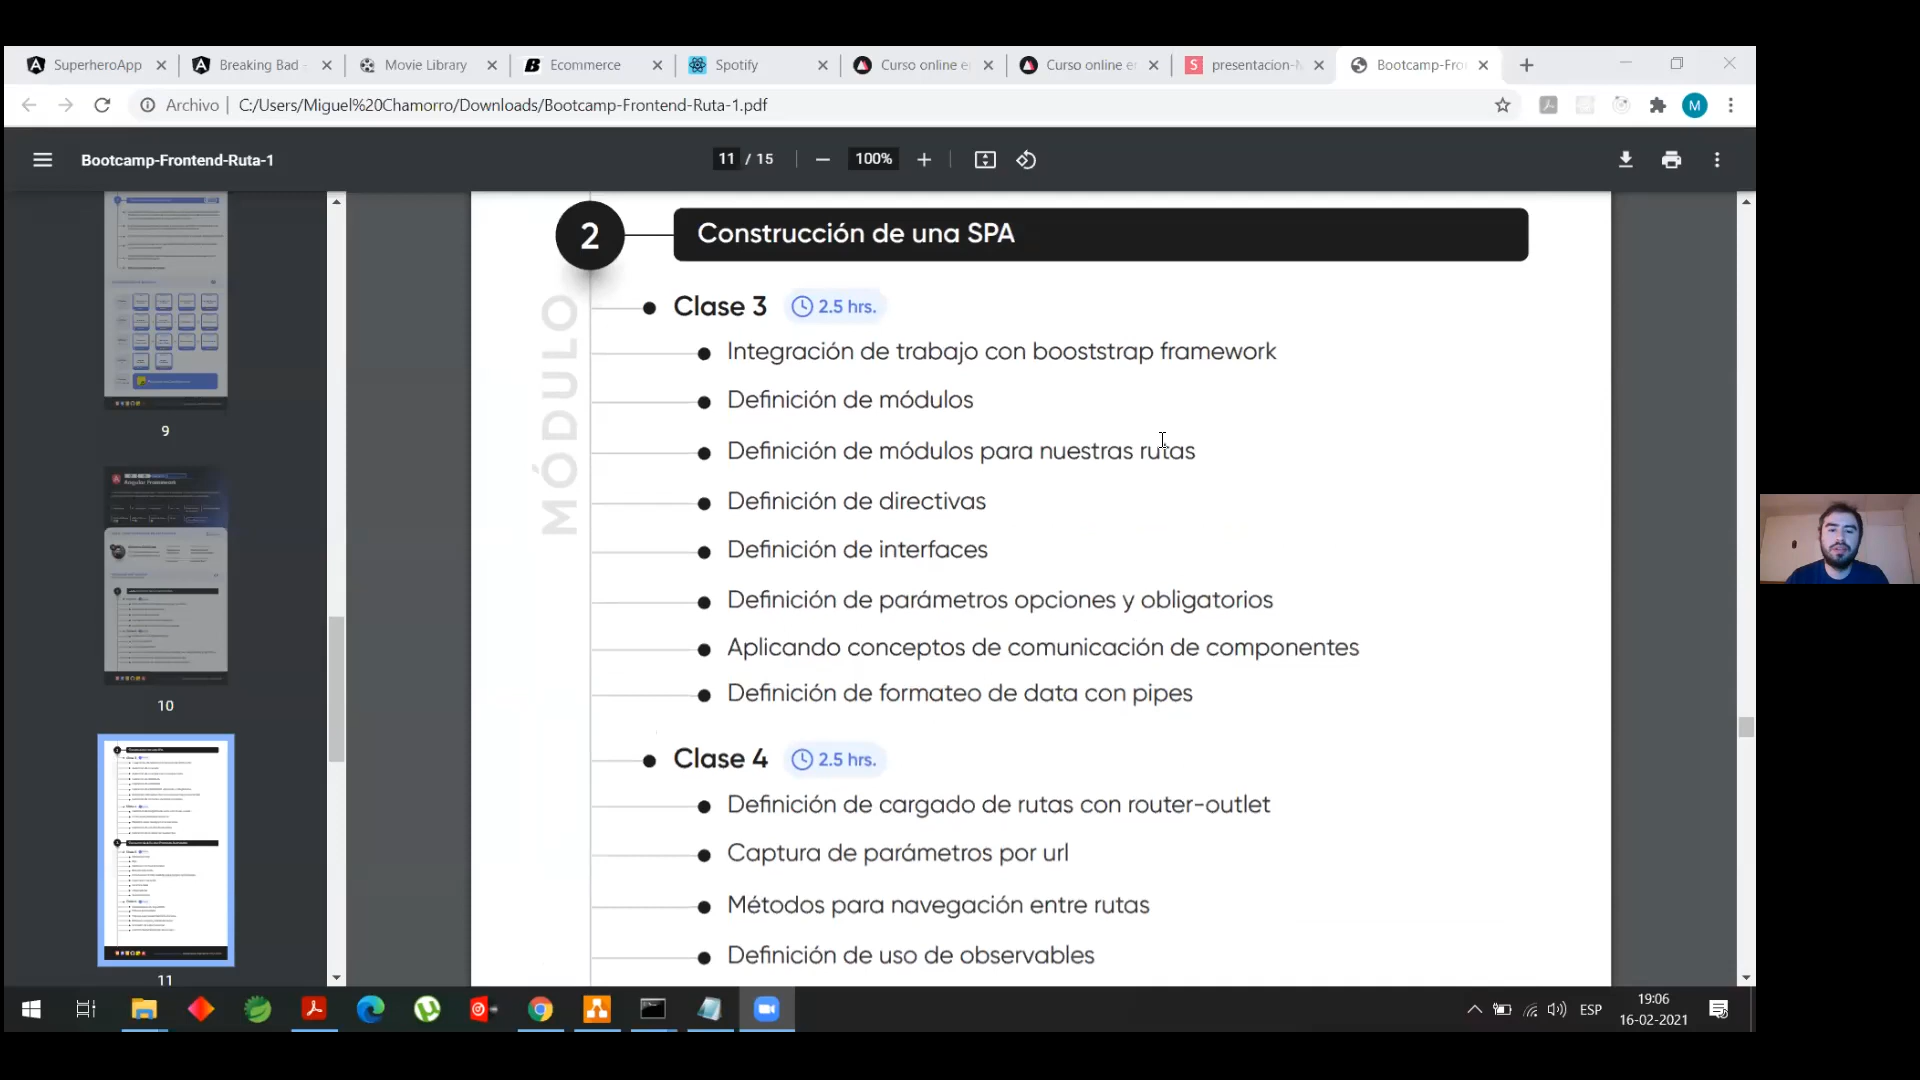 SuperheroApp
Breaking Bad
Movie Library
Ecommerce
Spotify
Curso online e
Curso online e
presentacion-
Bootcamp-Fro
Archivo
C:/Users/Miguel%20Chamorro/Downloads/Bootcamp-Frontend-Ruta-1.pdf
M
Bootcamp-Frontend-Ruta-1
11 / 15
100%
9
Angular Framework
10
11
MÓDULO
2
Construcción de una SPA
Clase 3
2.5 hrs.
Integración de trabajo con booststrap framework
Definición de módulos
Definición de módulos para nuestras rutas
Definición de directivas
Definición de interfaces
Definición de parámetros opciones y obligatorios
Aplicando conceptos de comunicación de componentes
Definición de formateo de data con pipes
Clase 4
2.5 hrs.
Definición de cargado de rutas con router-outlet
Captura de parámetros por url
Métodos para navegación entre rutas
Definición de uso de observables
ESP
19:06
16-02-2021